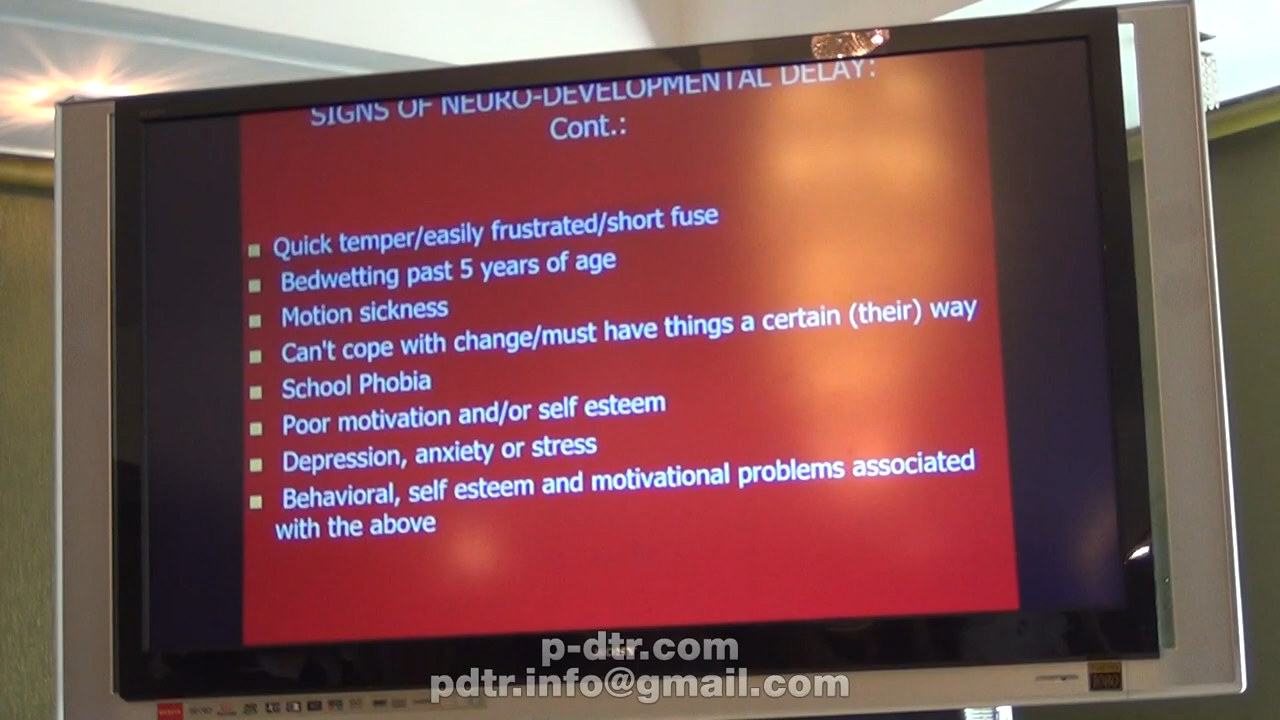 SIGNS OF NEURO-DEVELOPMENTAL DELAY:
Cont.:
Quick temper/easily frustrated/short fuse
Bedwetting past 5 years of age
Motion sickness
Can't cope with change/must have things a certain (their) way
School Phobia
Poor motivation and/or self esteem
Depression, anxiety or stress
Behavioral, self esteem and motivational problems associated
with the above
p-dtr.com
pdtr.info@gmail.com
1080